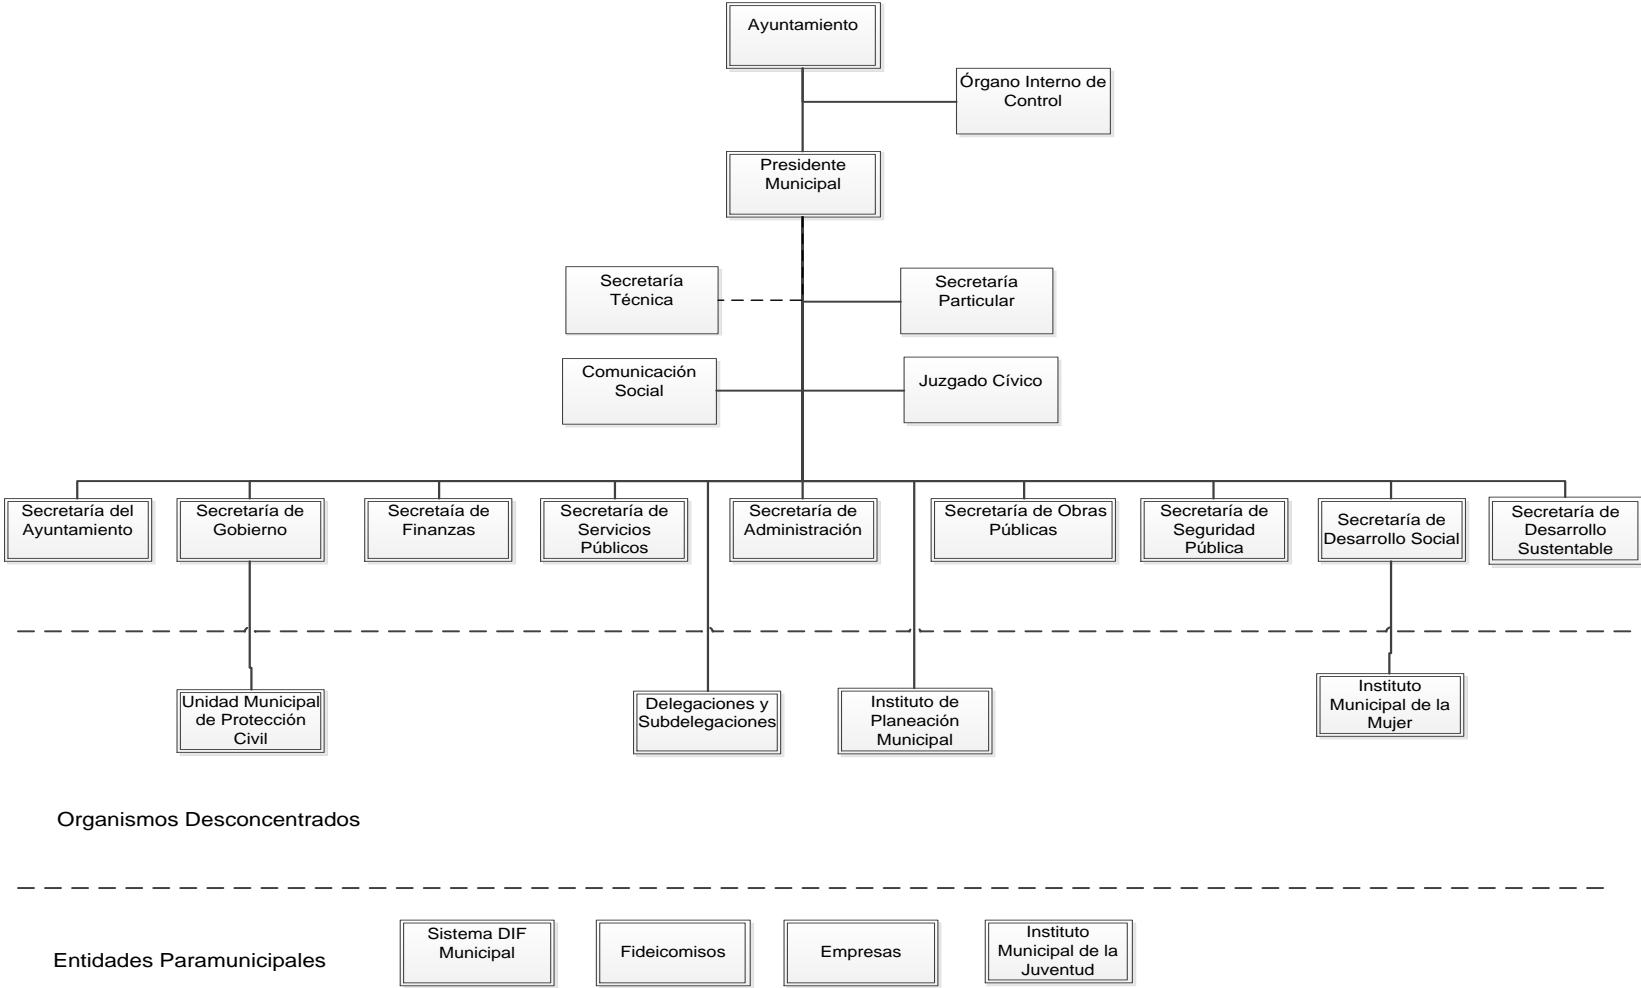 Ayuntamiento
Órgano Interno de
Control
Presidente
Municipal
Secretaría
Técnica
Secretaría
Particular
Comunicación
Social
Juzgado Cívico
Secretaría del
Ayuntamiento
Secretaría de
Gobierno
Secretaía de
Finanzas
Secretaría de
Servicios
Públicos
Secretaría de
Administración
Secretaría de Obras
Públicas
Secretaría de
Seguridad
Pública
Secretaría de
Desarrollo Social
Secretaría de
Desarrollo
Sustentable
Unidad Municipal
de Protección
Civil
Delegaciones y
Subdelegaciones
Instituto de
Planeación
Municipal
Instituto
Municipal de la
Mujer
Organismos Desconcentrados
Entidades Paramunicipales
Sistema DIF
Municipal
Fideicomisos
Empresas
Instituto
Municipal de la
Juventud